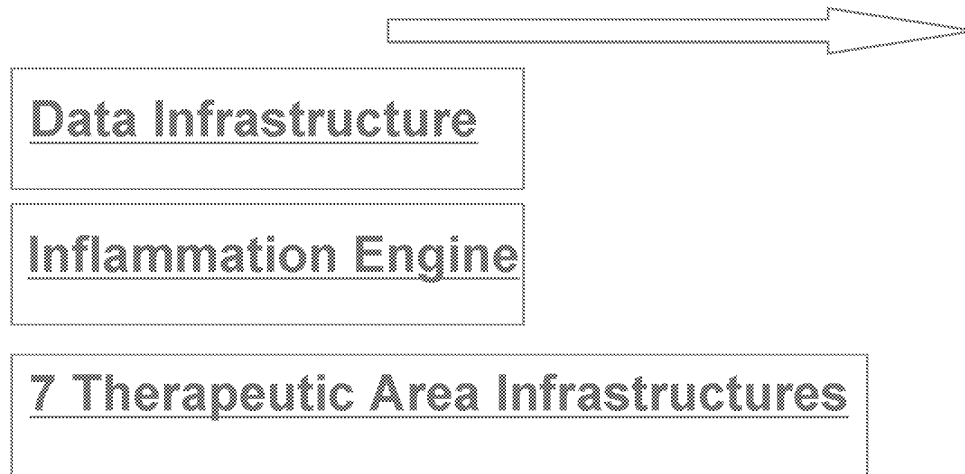 Data Infrastructure
Inflammation Engine
7 Therapeutic Area Infrastructures